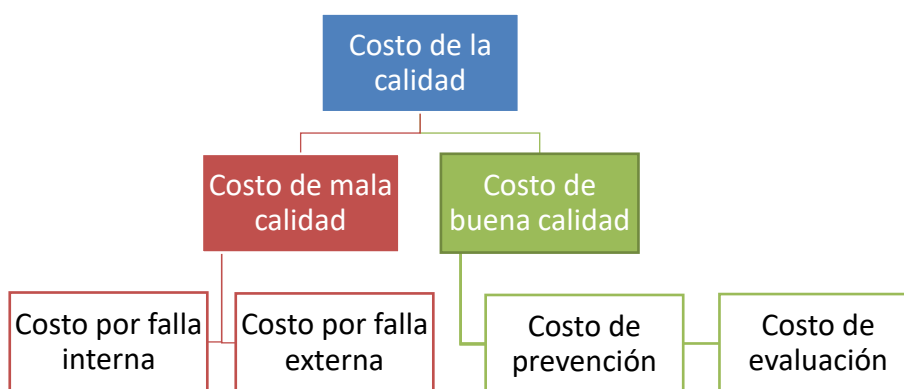 Costo de la
calidad
Costo de mala
calidad
Costo de
buena calidad
Costo por falla
interna
Costo por falla
externa
Costo de
prevención
Costo de
evaluación